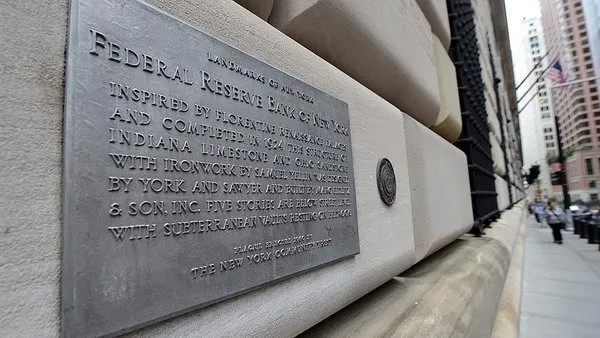 LANDMARKS OF NEW YORK
FEDERAL RESERVE BANK OF NEW YORK
INSPIRED BY FLORENTINE RENAISSANCE PALACES
AND COMPLETED IN 1924, THIS STRUCTURE OF
INDIANA LIMESTONE AND OHIO SANDSTONE
WITH IRONWORK BY SAMUEL YELLIN WAS DESIGNED
BY YORK AND SAWYER AND BUILT BY MARC EIDLITZ
& SON, INC. FIVE STORIES ARE BELOW STREET LEVEL
WITH SUBTERRANEAN VAULTS RESTING ON BEDROCK.
PLAQUE ERECTED BY
THE NEW YORK COMMUNITY TRUST